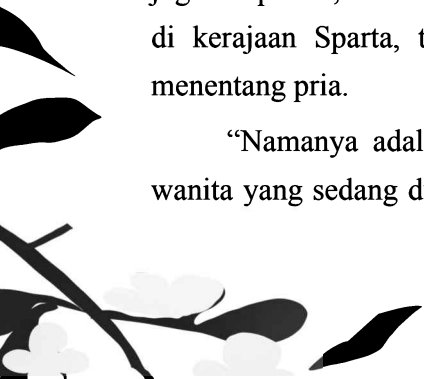 di kerajaan Sparta,
menentang pria.
“Namanya
wanita yang sedang